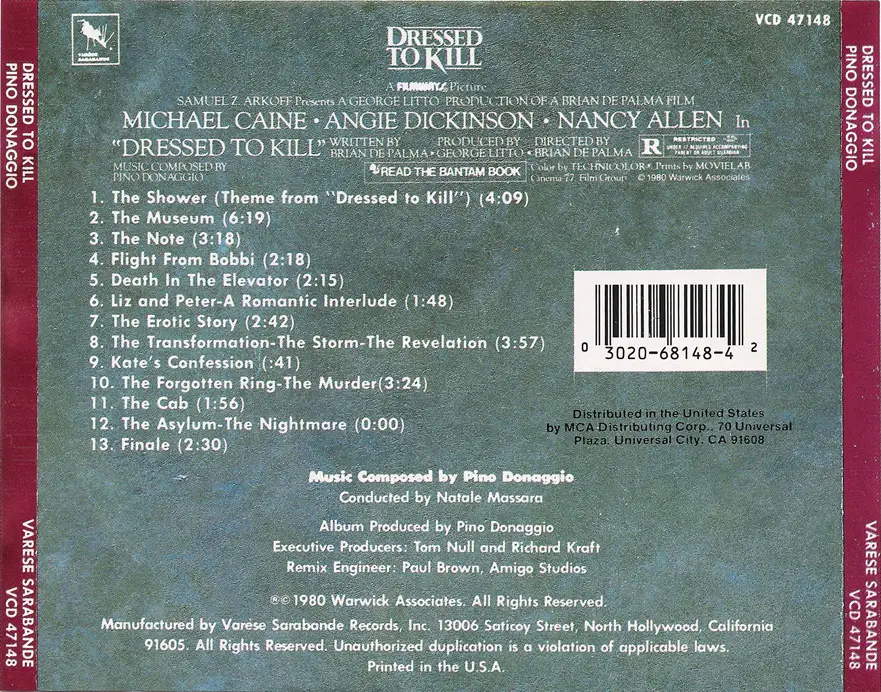 VCD 47148
VARESE SARABANDE
DRESSED TO KILL
A FILMWAYS Picture
SAMUEL Z. ARKOFF Presents A GEORGE LITTO PRODUCTION OF A BRIAN DE PALMA FILM
MICHAEL CAINE • ANGIE DICKINSON • NANCY ALLEN In
"DRESSED TO KILL" WRITTEN BY BRIAN DE PALMA • PRODUCED BY GEORGE LITTO • DIRECTED BY BRIAN DE PALMA
R RESTRICTED
UNDER 17 REQUIRES ACCOMPANYING
PARENT OR ADULT GUARDIAN
MUSIC COMPOSED BY
PINO DONAGGIO
READ THE BANTAM BOOK
Color by TECHNICOLOR®. Prints by MOVIELAB
Cinema 77 Film Group © 1980 Warwick Associates
1. The Shower (Theme from "Dressed to Kill") (4:09)
2. The Museum (6:19)
3. The Note (3:18)
4. Flight From Bobbi (2:18)
5. Death In The Elevator (2:15)
6. Liz and Peter-A Romantic Interlude (1:48)
7. The Erotic Story (2:42)
8. The Transformation-The Storm-The Revelation (3:57)
9. Kate's Confession (:41)
10. The Forgotten Ring-The Murder(3:24)
11. The Cab (1:56)
12. The Asylum-The Nightmare (0:00)
13. Finale (2:30)
0 3020-68148-4 2
Distributed in the United States
by MCA Distributing Corp., 70 Universal
Plaza, Universal City, CA 91608
Music Composed by Pino Donaggio
Conducted by Natale Massara
Album Produced by Pino Donaggio
Executive Producers: Tom Null and Richard Kraft
Remix Engineer: Paul Brown, Amigo Studios
℗©1980 Warwick Associates. All Rights Reserved.
Manufactured by Varèse Sarabande Records, Inc. 13006 Saticoy Street, North Hollywood, California
91605. All Rights Reserved. Unauthorized duplication is a violation of applicable laws.
Printed in the U.S.A.
DRESSED TO KILL
PINO DONAGGIO
VARÈSE SARABANDE
VCD 47148
DRESSED TO KILL
PINO DONAGGIO
VARÈSE SARABANDE
VCD 47148